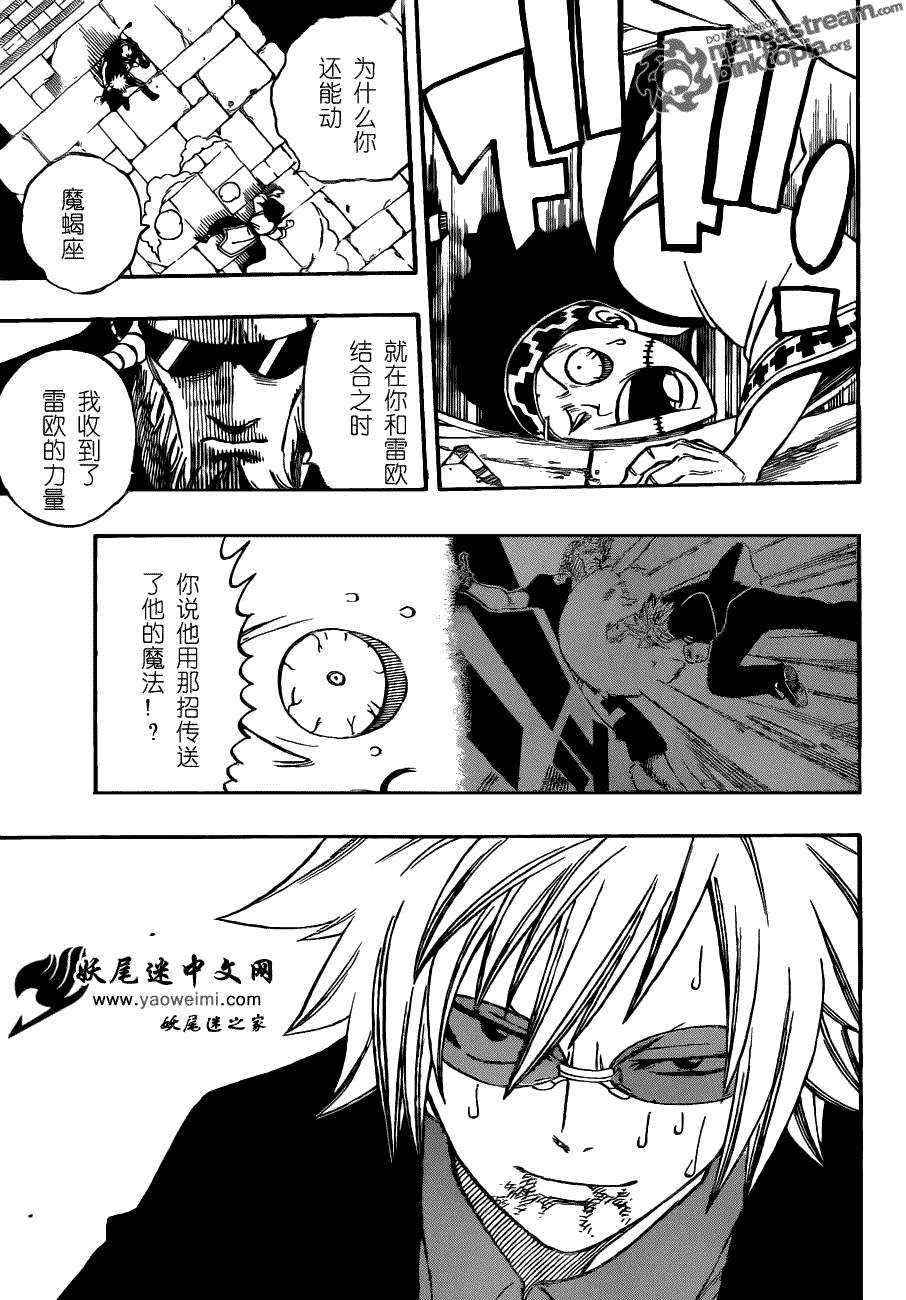 DO NOT MIRROR
mangastream.com
binktopia.org
为什么你
还能动
魔蝎座
就在你和雷欧
结合之时
我收到了
雷欧的力量
你说他用那招传送
了他的魔法！？
妖尾迷中文网
www.yaoweimi.com
妖尾迷之家